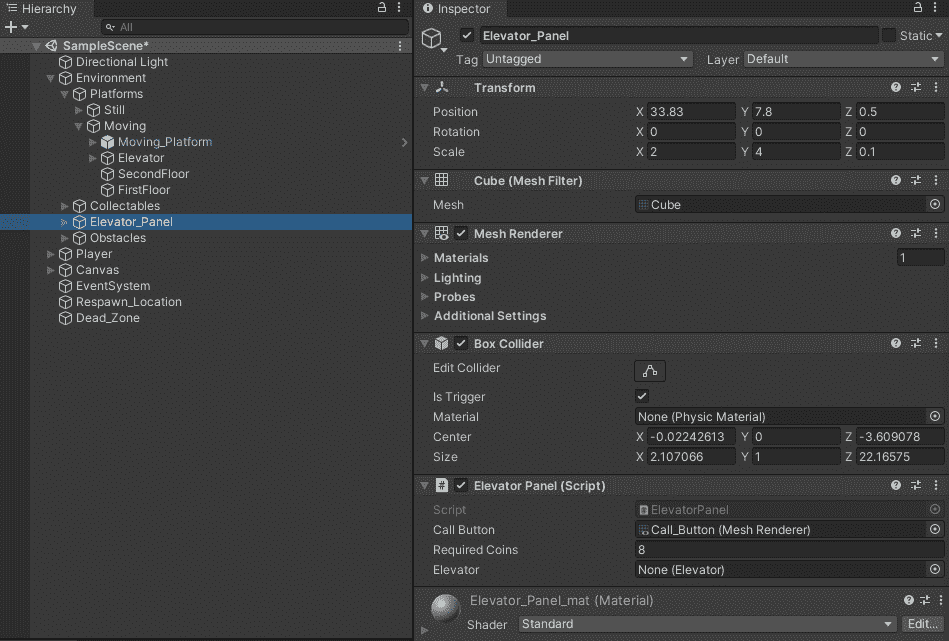 Hierarchy
All
SampleScene*
Directional Light
Environment
Platforms
Still
Moving
Moving_Platform
Elevator
SecondFloor
FirstFloor
Collectables
Elevator_Panel
Obstacles
Player
Canvas
EventSystem
Respawn_Location
Dead_Zone
Inspector
Elevator_Panel Static
Tag Untagged Layer Default
Transform
Position X 33.83 Y 7.8 Z 0.5
Rotation X 0 Y 0 Z 0
Scale X 2 Y 4 Z 0.1
Cube (Mesh Filter)
Mesh Cube
Mesh Renderer
Materials 1
Lighting
Probes
Additional Settings
Box Collider
Edit Collider
Is Trigger
Material None (Physic Material)
Center X -0.02242613 Y 0 Z -3.609078
Size X 2.107066 Y 1 Z 22.16575
# Elevator Panel (Script)
Script ElevatorPanel
Call Button Call_Button (Mesh Renderer)
Required Coins 8
Elevator None (Elevator)
Elevator_Panel_mat (Material)
Shader Standard Edit...